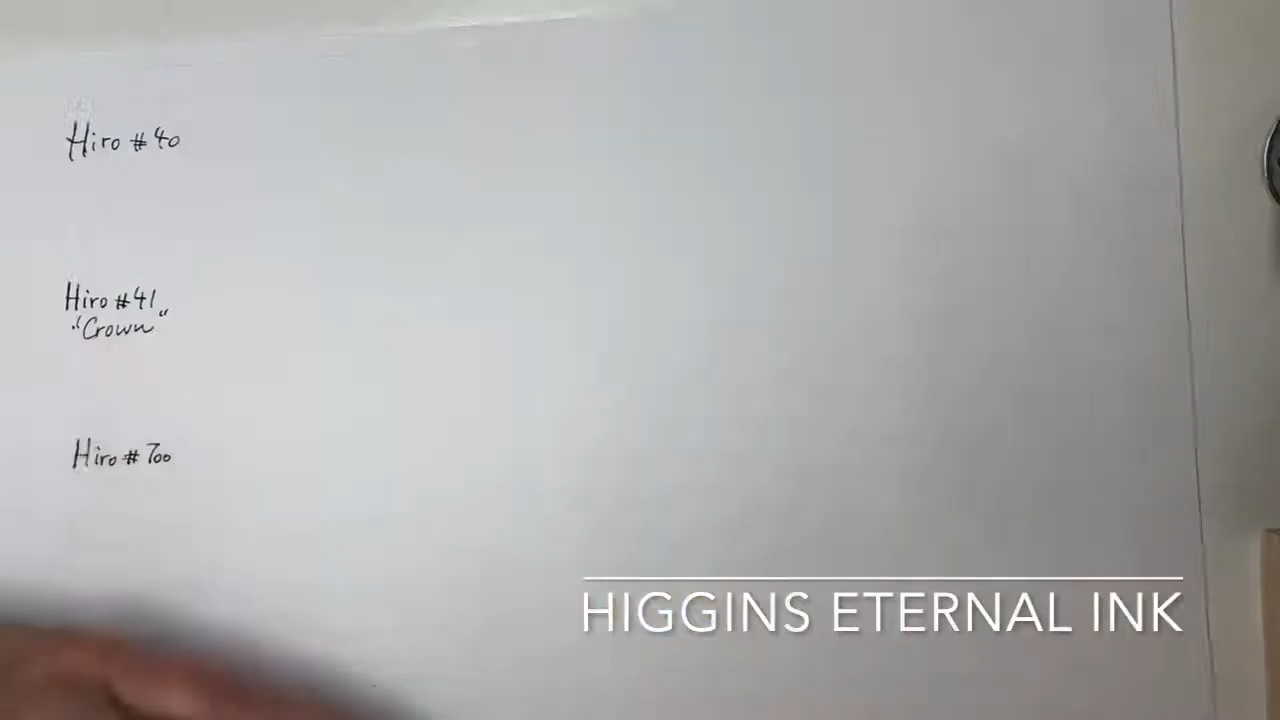 Hiro #40
Hiro #41
"Crown"
Hiro #700
HIGGINS ETERNAL INK